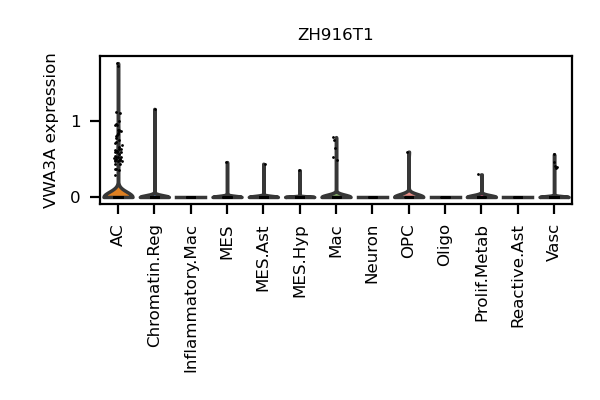 ZH916T1
VWA3A expression
1
0
AC
Chromatin.Reg
Inflammatory.Mac
MES
MES.Ast
MES.Hyp
Mac
Neuron
OPC
Oligo
Prolif.Metab
Reactive.Ast
Vasc